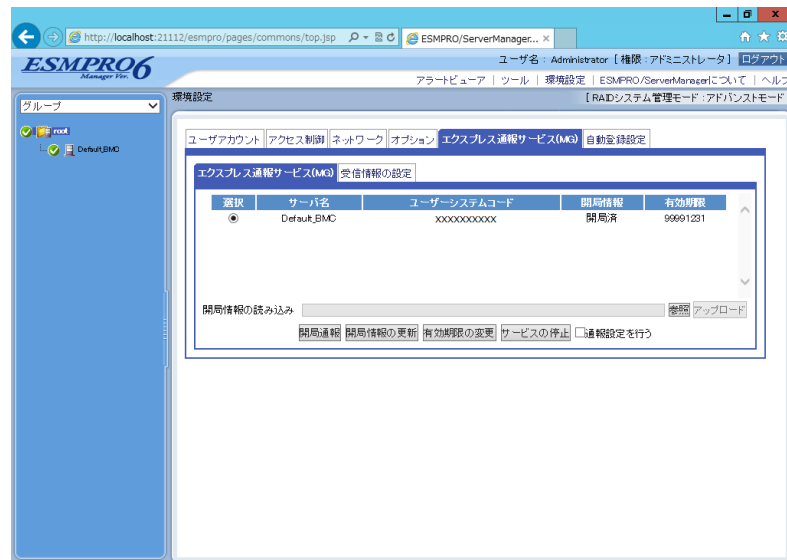 http://localhost:21112/esmpro/pages/commons/top.jsp
ESMPRO/ServerManager... ×
ESMPRO6
Manager Ver.
ユーザ名 : Administrator [ 権限 : アドミニストレータ ] ログアウト
アラートビューア | ツール | 環境設定 | ESMPRO/ServerManagerについて | ヘルプ
グループ
環境設定
[ RAIDシステム管理モード : アドバンストモード
root
Default_BMC
ユーザアカウント アクセス制御 ネットワーク オプション エクスプレス通報サービス(MG) 自動登録設定
エクスプレス通報サービス(MG) 受信情報の設定
選択 サーバ名 ユーザーシステムコード 開局情報 有効期限
Default_BMC XXXXXXXXXX 開局済 99991231
開局情報の読み込み 参照 アップロード
開局通報 開局情報の更新 有効期限の変更 サービスの停止 通報設定を行う